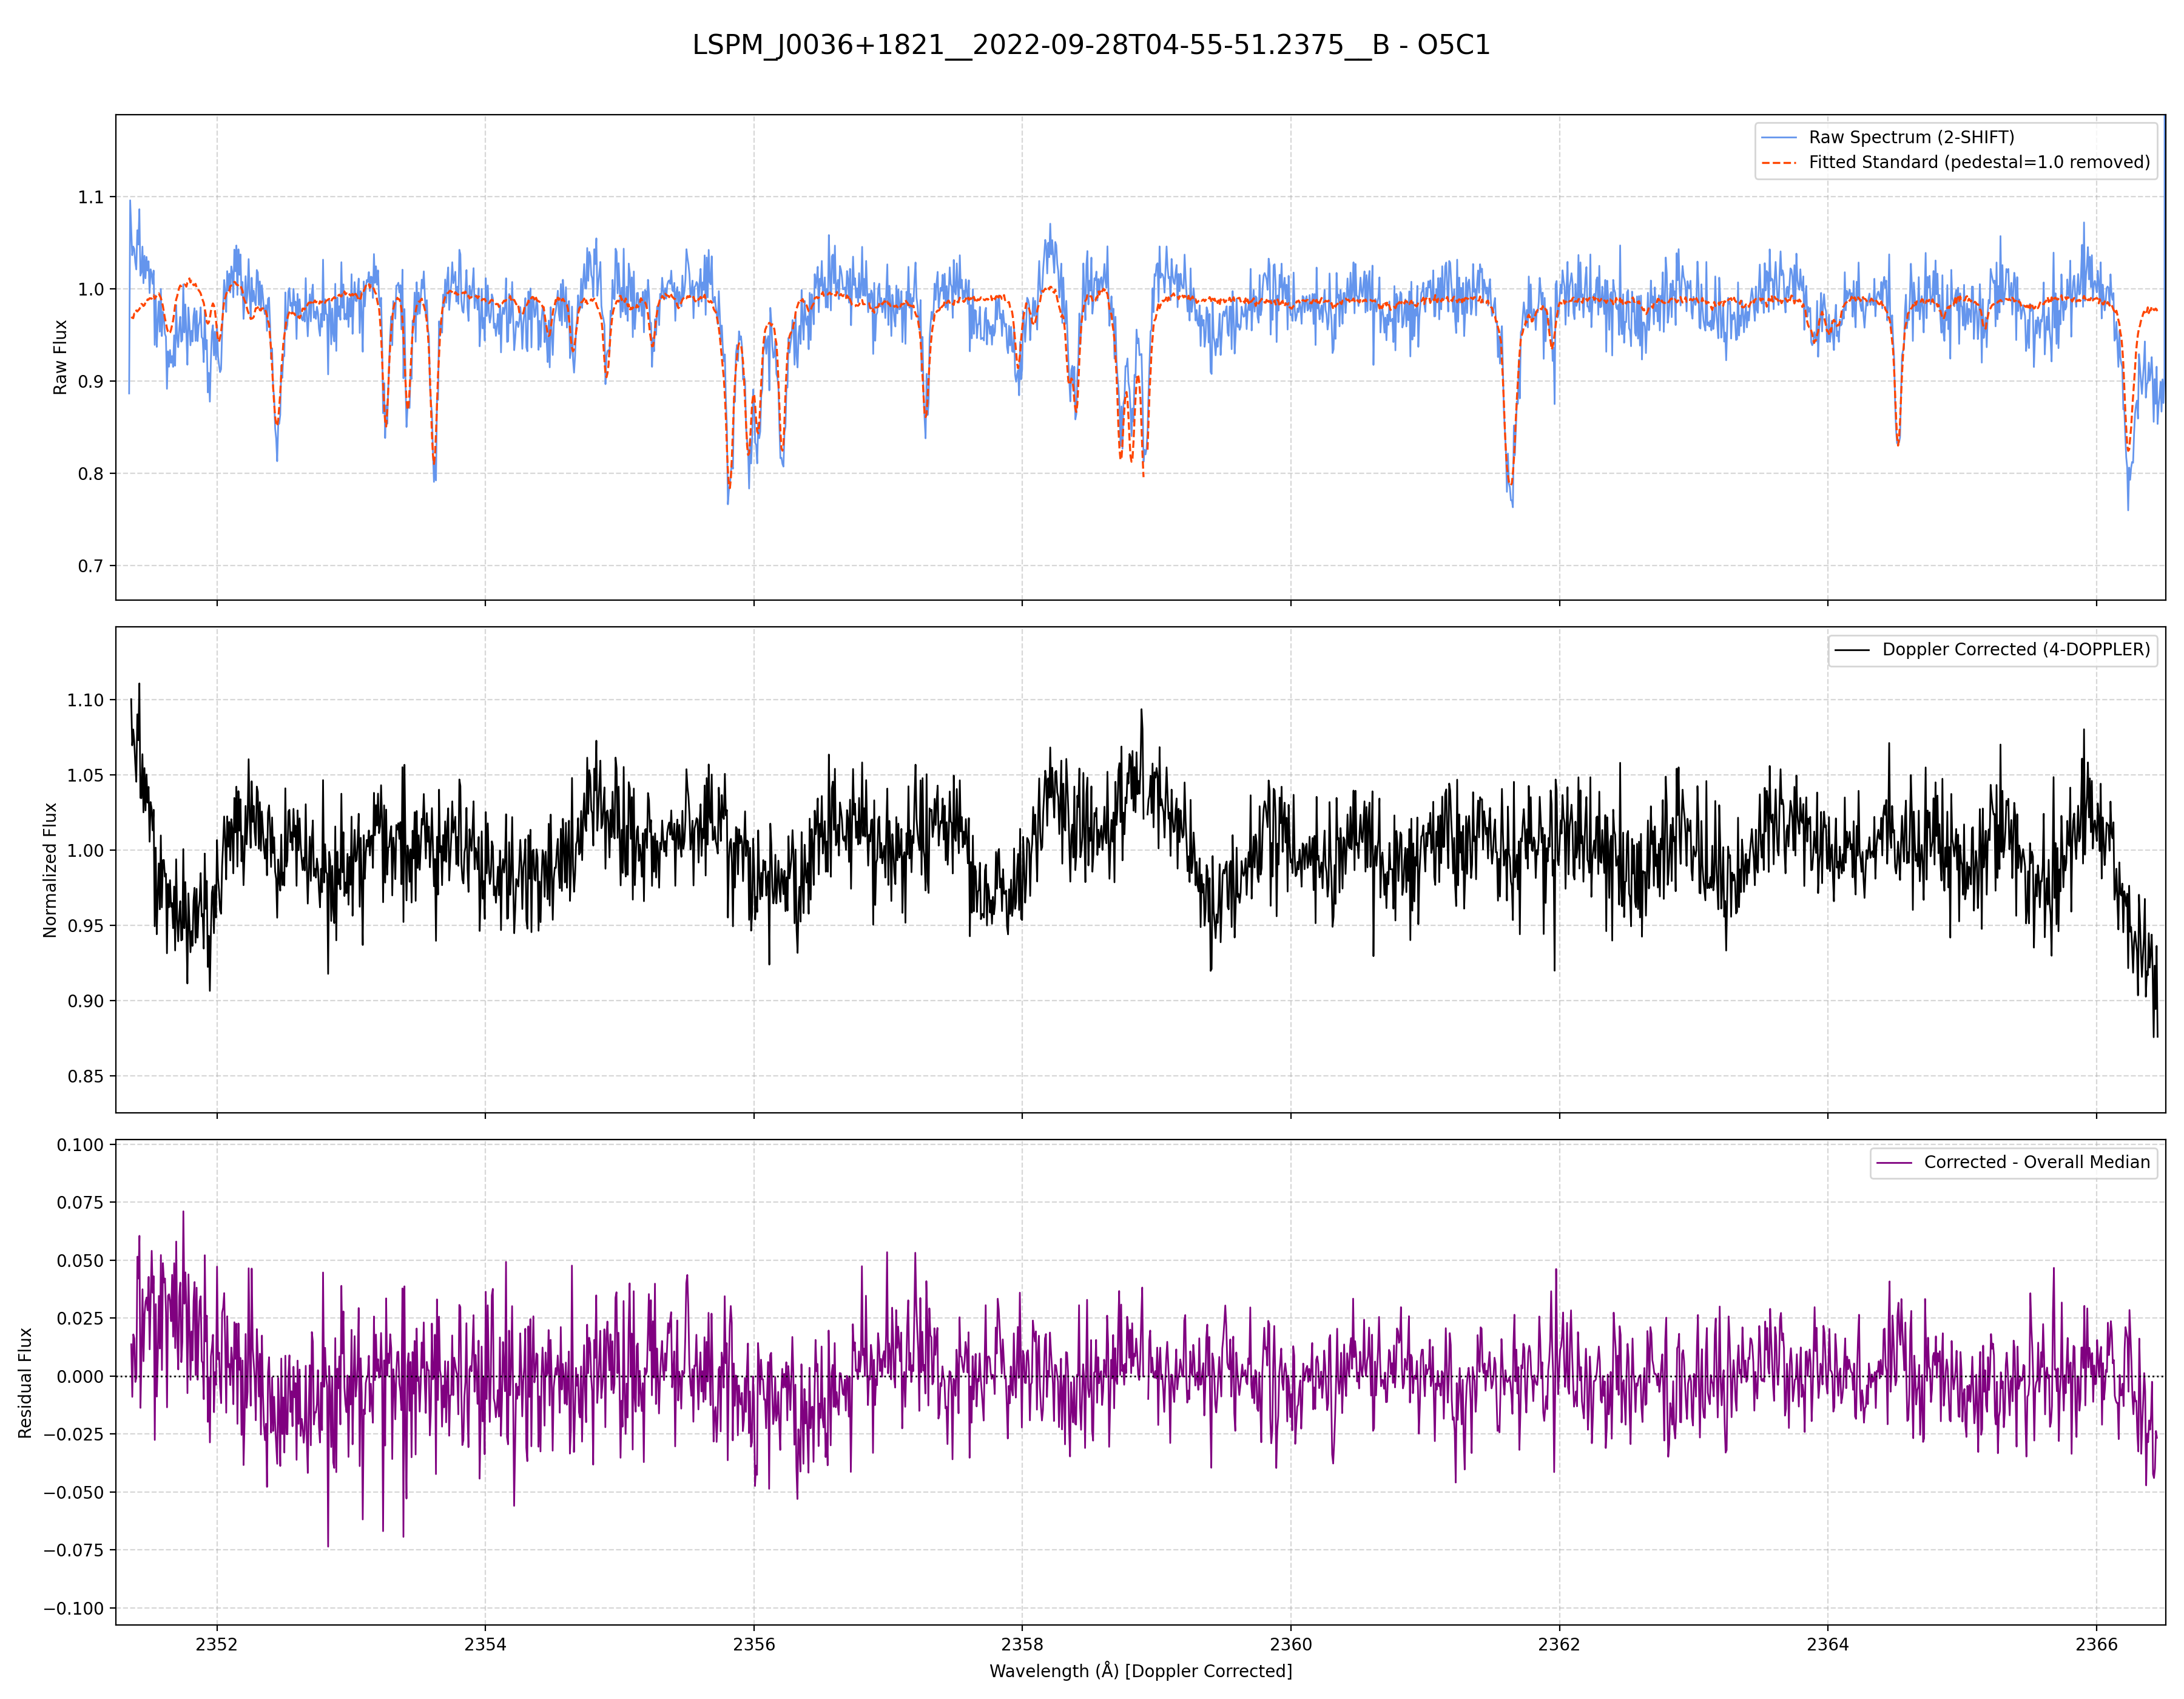 LSPM_J0036+1821__2022-09-28T04-55-51.2375__B - O5C1
Raw Spectrum (2-SHIFT)
Fitted Standard (pedestal=1.0 removed)
1.1
1.0
0.9
0.8
0.7
Raw Flux
Doppler Corrected (4-DOPPLER)
1.10
1.05
1.00
0.95
0.90
0.85
Normalized Flux
Corrected - Overall Median
0.100
0.075
0.050
0.025
0.000
−0.025
−0.050
−0.075
−0.100
Residual Flux
2352 2354 2356 2358 2360 2362 2364 2366
Wavelength (Å) [Doppler Corrected]